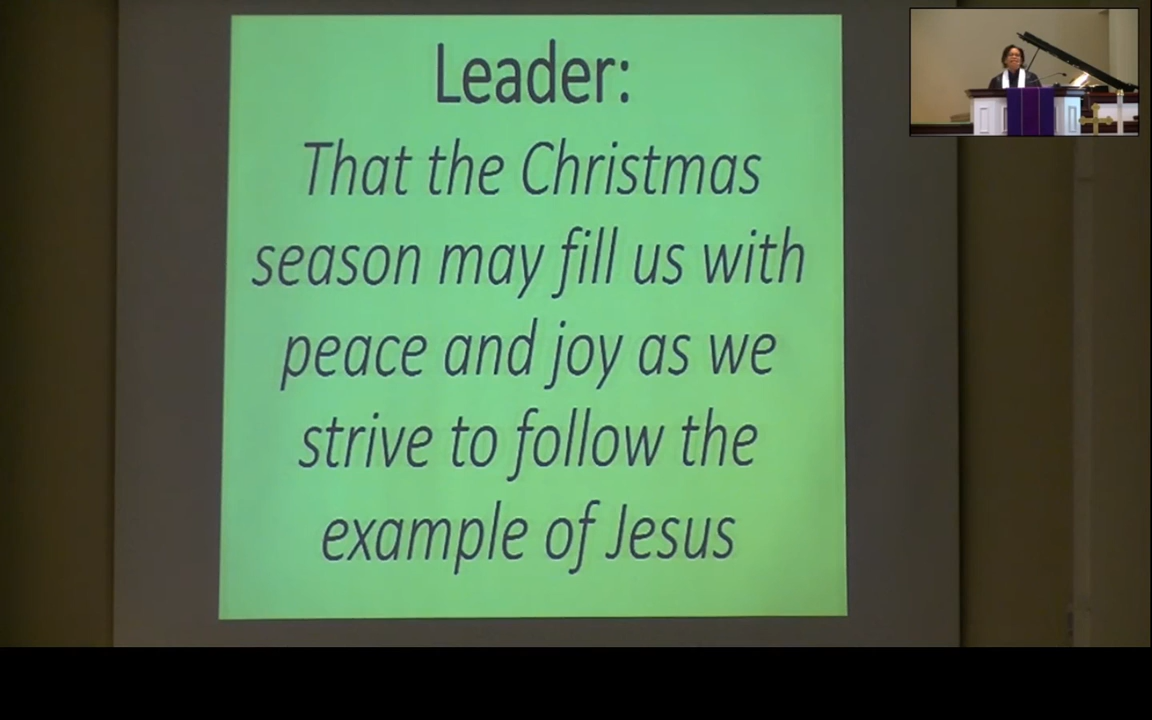 Leader:
That the Christmas
season may fill us with
peace and joy as we
strive to follow the
example of Jesus